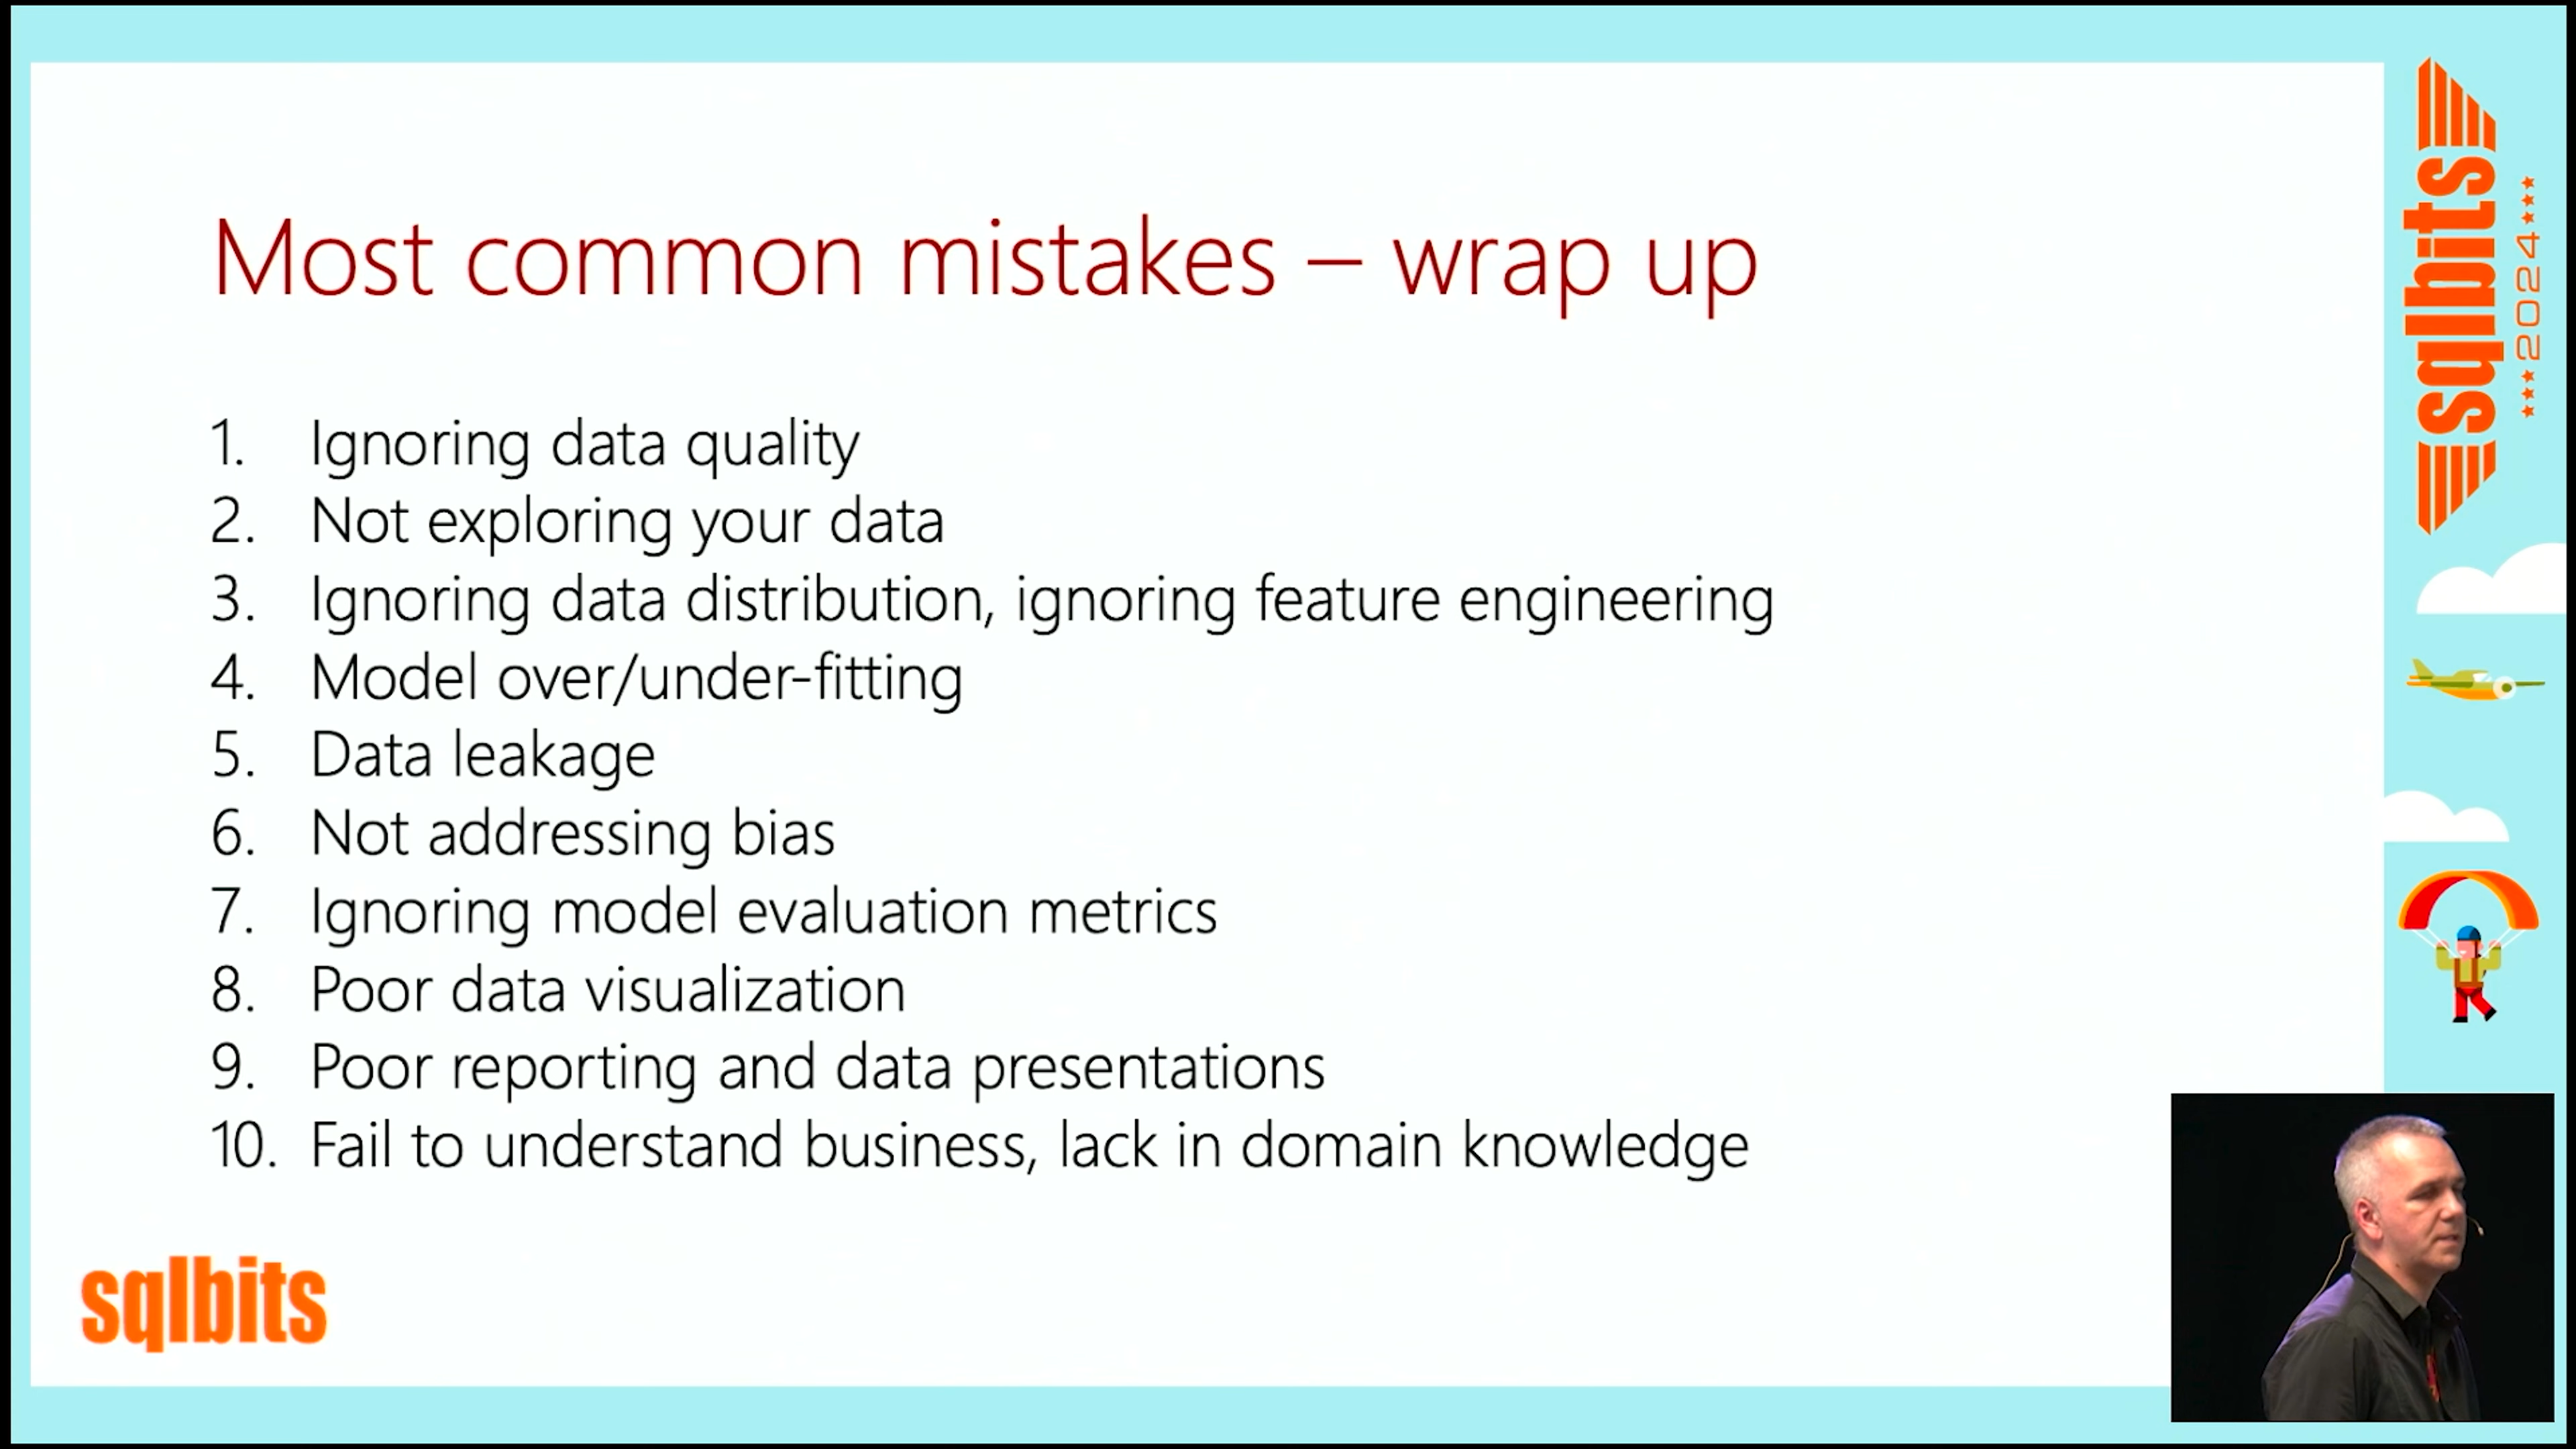 Most common mistakes – wrap up
1. Ignoring data quality
2. Not exploring your data
3. Ignoring data distribution, ignoring feature engineering
4. Model over/under-fitting
5. Data leakage
6. Not addressing bias
7. Ignoring model evaluation metrics
8. Poor data visualization
9. Poor reporting and data presentations
10. Fail to understand business, lack in domain knowledge
sqlbits
sqlbits
2024